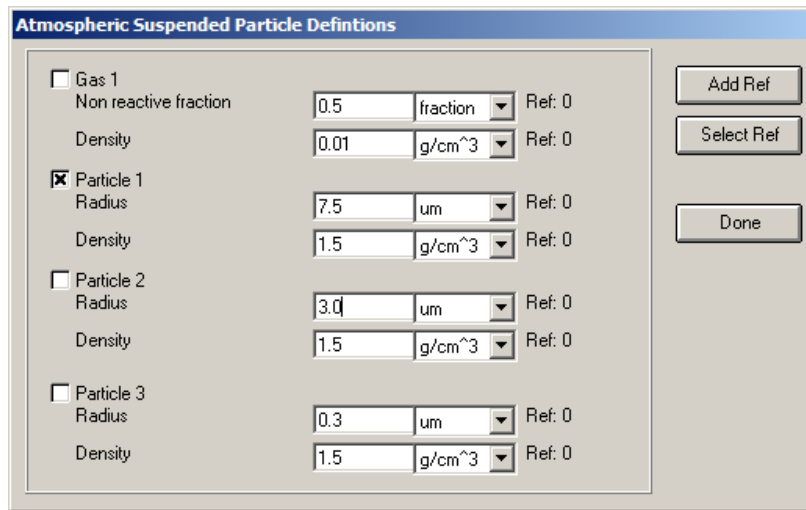 Atmospheric Suspended Particle Defintions
Gas 1
Non reactive fraction 0.5 fraction Ref: 0
Density 0.01 g/cm^3 Ref: 0
Particle 1
Radius 7.5 um Ref: 0
Density 1.5 g/cm^3 Ref: 0
Particle 2
Radius 3.0 um Ref: 0
Density 1.5 g/cm^3 Ref: 0
Particle 3
Radius 0.3 um Ref: 0
Density 1.5 g/cm^3 Ref: 0
Add Ref
Select Ref
Done